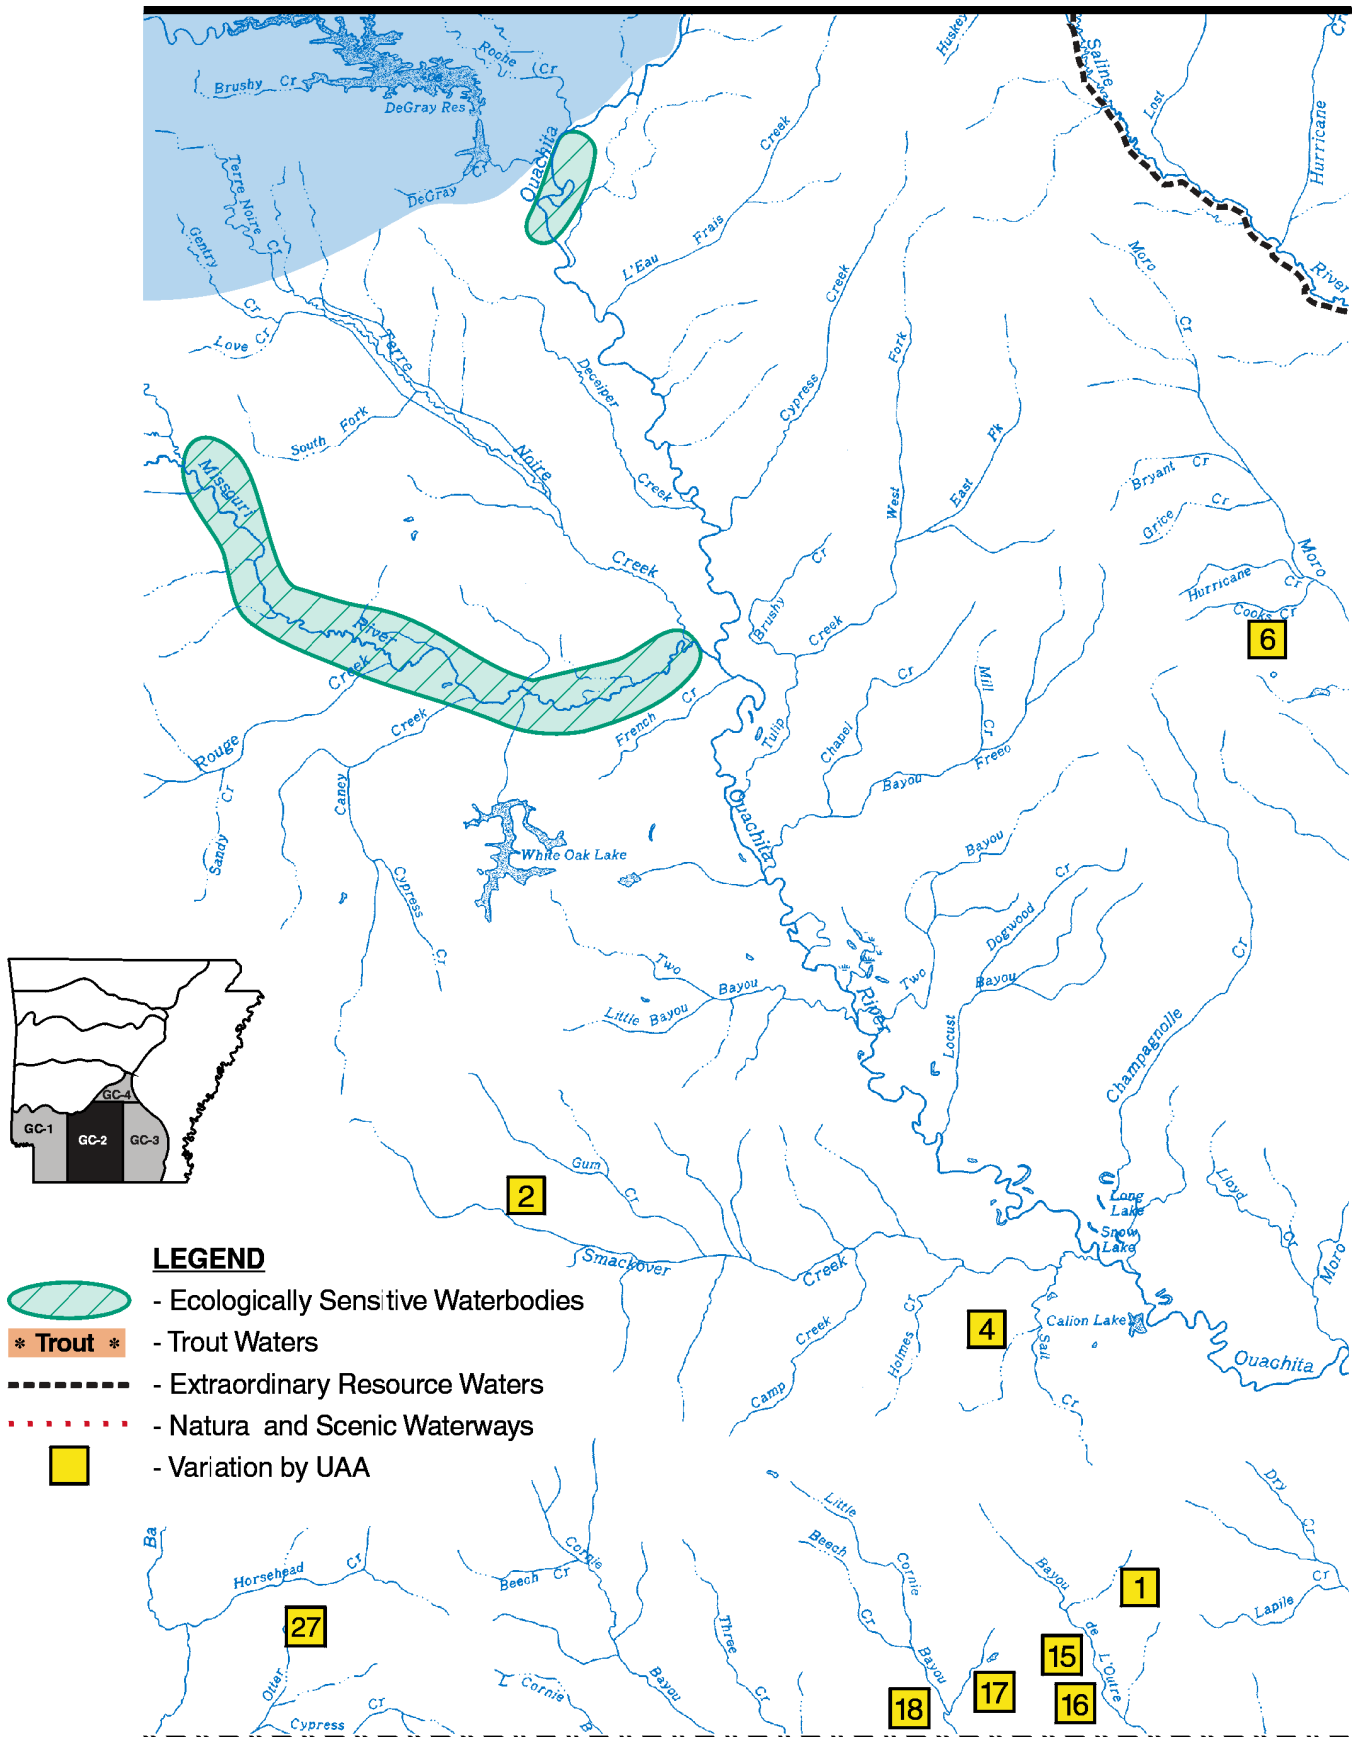 Huskey
Saline
Lost
Cr
Hurricane
River
Roche Cr
Brushy Cr
DeGray Res
DeGray Cr
Ouachita
Creek
Frais
L'Eau
Terre Noire Cr
Gentry Cr
Love Cr
Terre
Noire
Creek
South Fork
Deceiper
Creek
Cypress
Creek
Fork
West
East Fk
Moro
Cr
Bryant Cr
Grice Cr
Moro
Hurricane Cr
Cooks Cr
6
Missouri
River
Creek
Rouge
Creek
Caney
Sandy Cr
French Cr
Brushy Cr
Creek
Tulip
Chapel Cr
Mill Cr
Freeo
Bayou
Ouachita
White Oak Lake
Cypress Cr
Bayou
Two
Dogwood Cr
Bayou
Locust
Two
Bayou
Little Bayou
River
Champagnolle
Cr
GC-4
GC-1
GC-2
GC-3
2
Gum Cr
Smackover
Creek
Long
Lake
Snow
Lake
Lloyd Cr
Moro
Calion Lake
Ouachita
4
Salt Cr
Holmes Cr
Creek
Camp
LEGEND
- Ecologically Sensitive Waterbodies
* Trout *
- Trout Waters
- Extraordinary Resource Waters
- Natura and Scenic Waterways
- Variation by UAA
Ba
Horsehead Cr
27
Otter
Cypress Cr
Cornie
Beech Cr
L Cornie B
Bayou
Three Cr
Little
Cornie
Bayou
Beech Cr
18
17
Bayou
de
L'Outre
15
16
1
Dry Cr
Lapile Cr